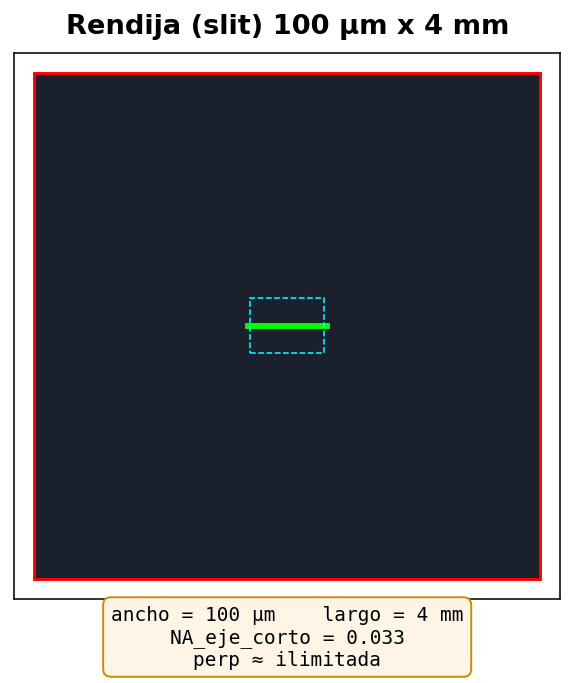 Rendija (slit) 100 µm x 4 mm
ancho = 100 µm    largo = 4 mm
NA_eje_corto = 0.033
perp ≈ ilimitada